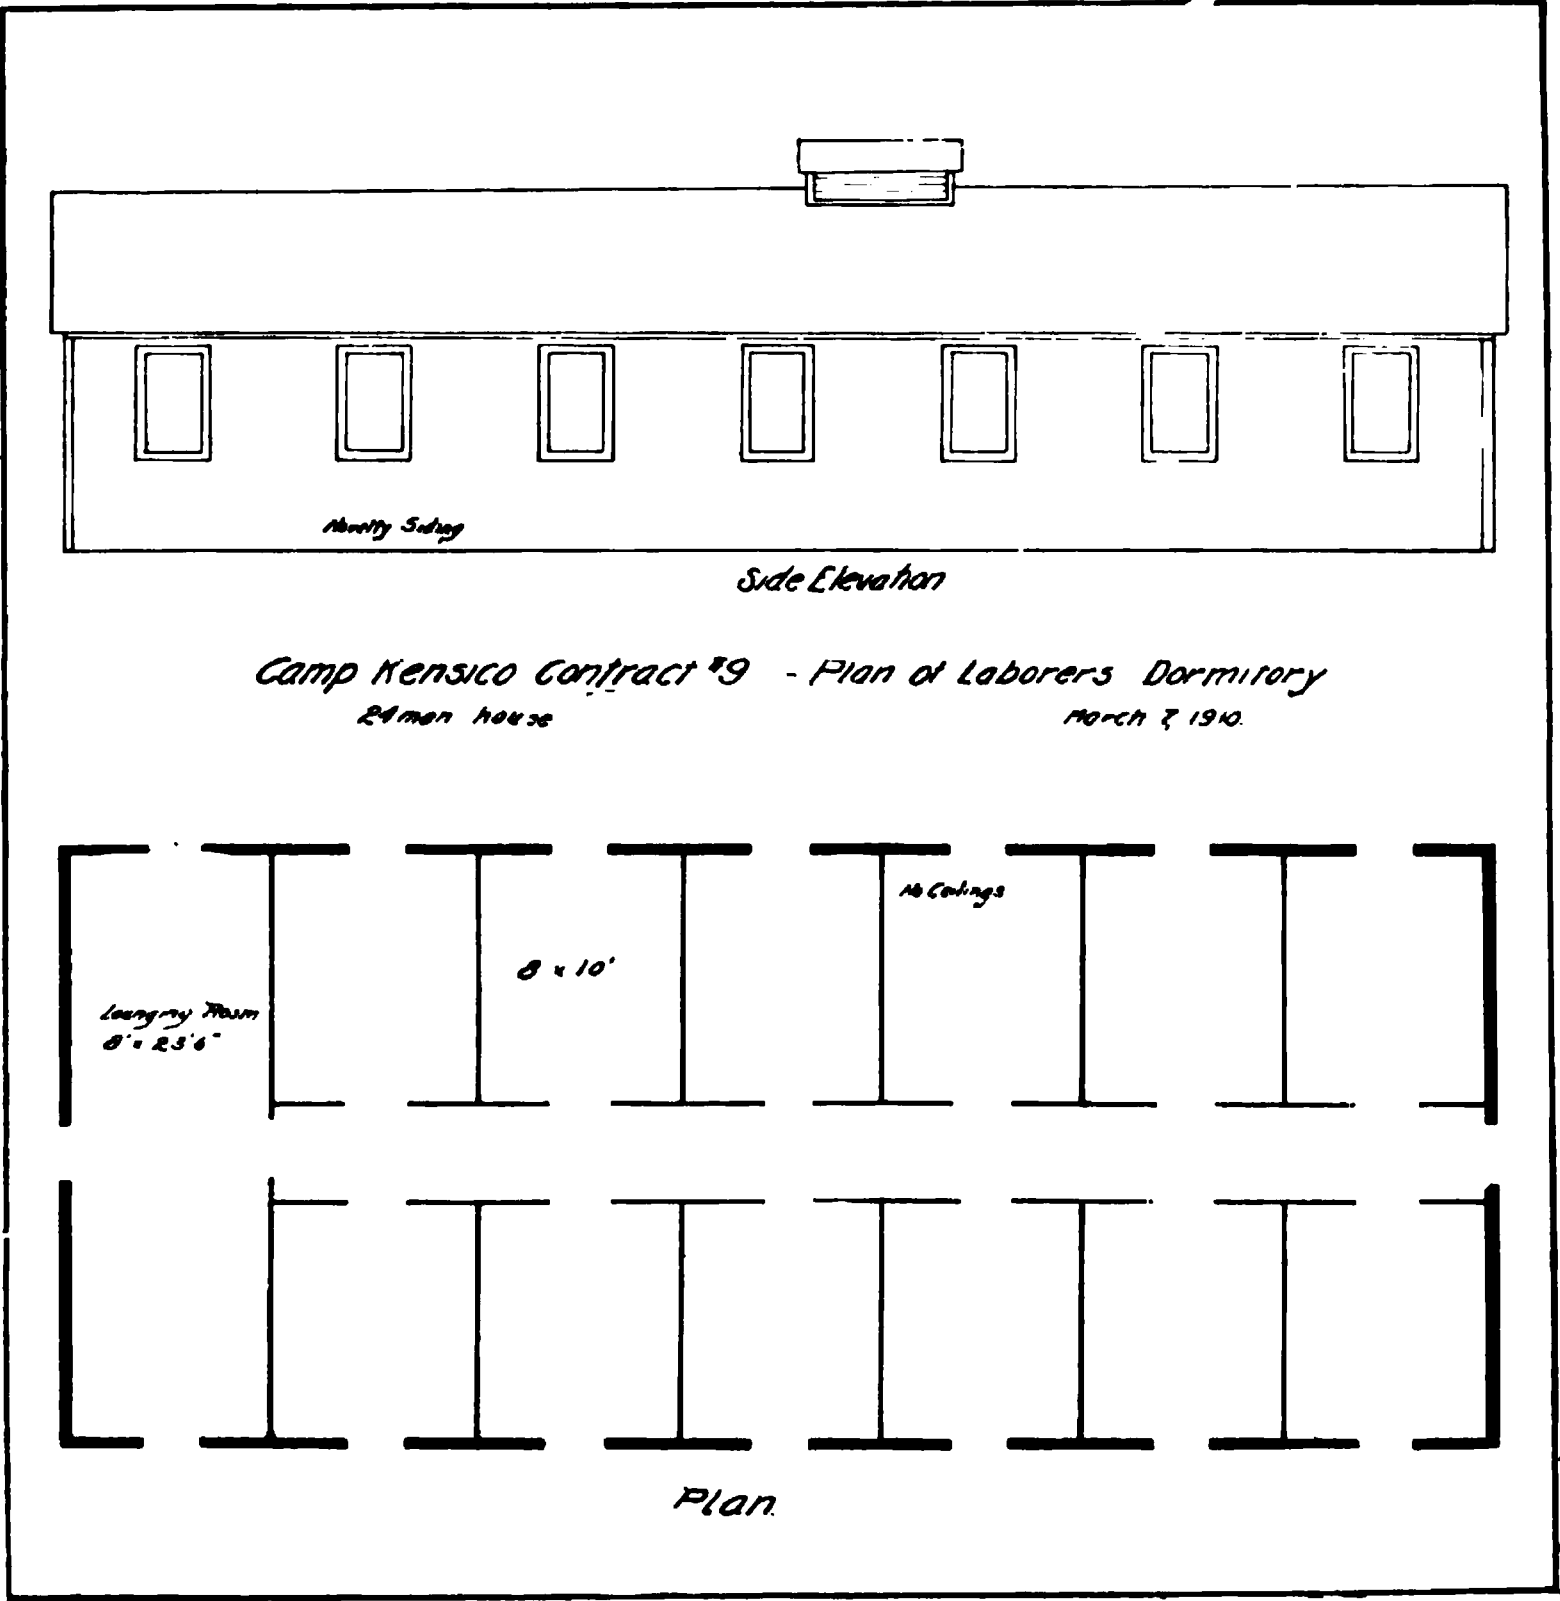 Novelty Siding
Side Elevation
Camp Kensico Contract #9 - Plan of Laborers Dormitory
24 man house
March 7, 1910.
No Ceilings
8 x 10'
Lounging Room
8' x 23'6"
Plan.